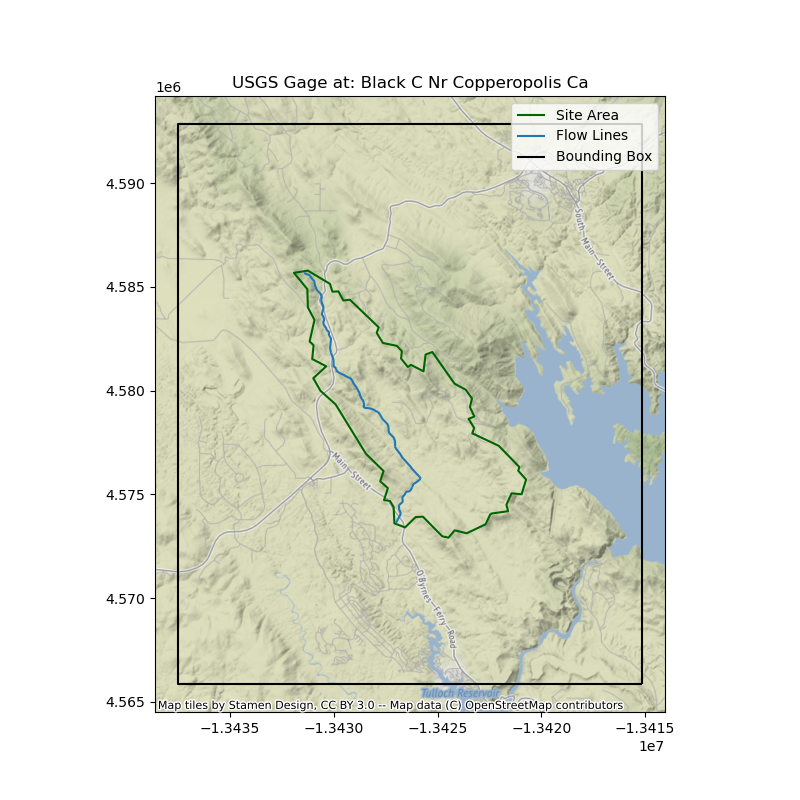 USGS Gage at: Black C Nr Copperopolis Ca
1e6
Site Area
Flow Lines
Bounding Box
4.590
4.585
4.580
4.575
4.570
4.565
South Main Street
Main Street
O'Byrnes Ferry Road
Tulloch Reservoir
Map tiles by Stamen Design, CC BY 3.0 -- Map data (C) OpenStreetMap contributors
−1.3435
−1.3430
−1.3425
−1.3420
−1.3415
1e7